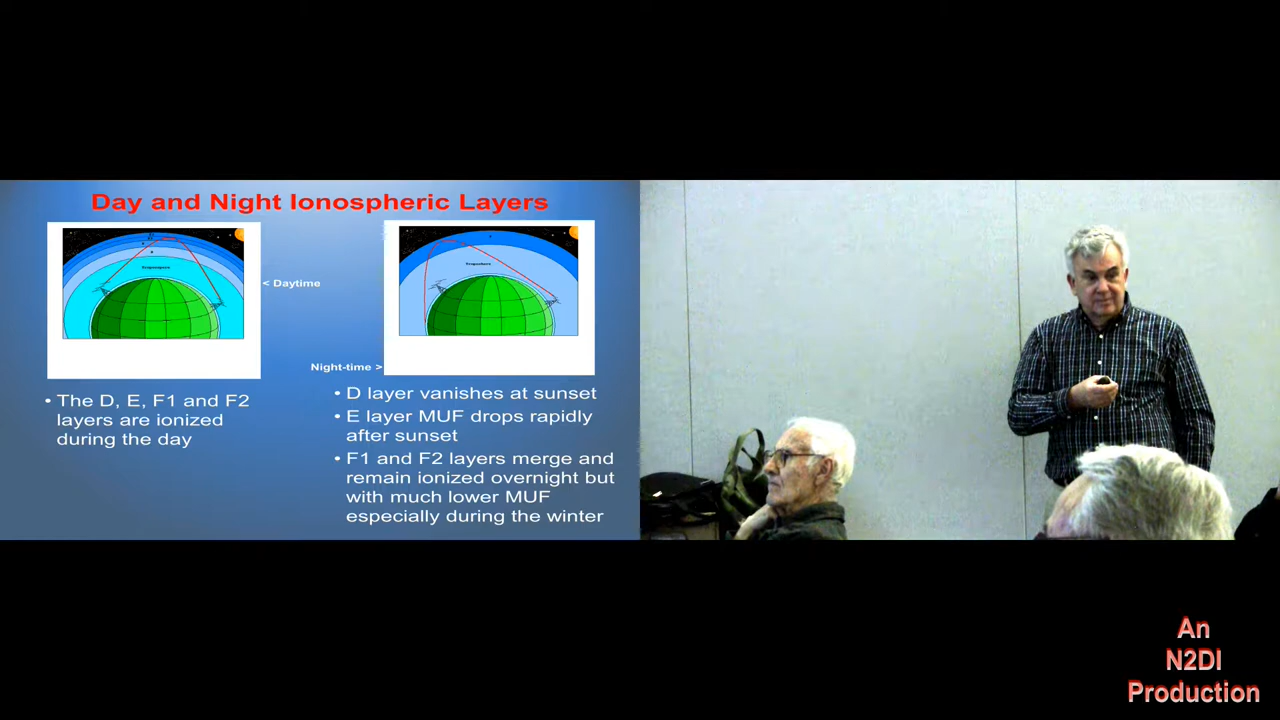 Day and Night Ionospheric Layers
< Daytime
Night-time >
• The D, E, F1 and F2
layers are ionized
during the day
• D layer vanishes at sunset
• E layer MUF drops rapidly
after sunset
• F1 and F2 layers merge and
remain ionized overnight but
with much lower MUF
especially during the winter
An
N2DI
Production